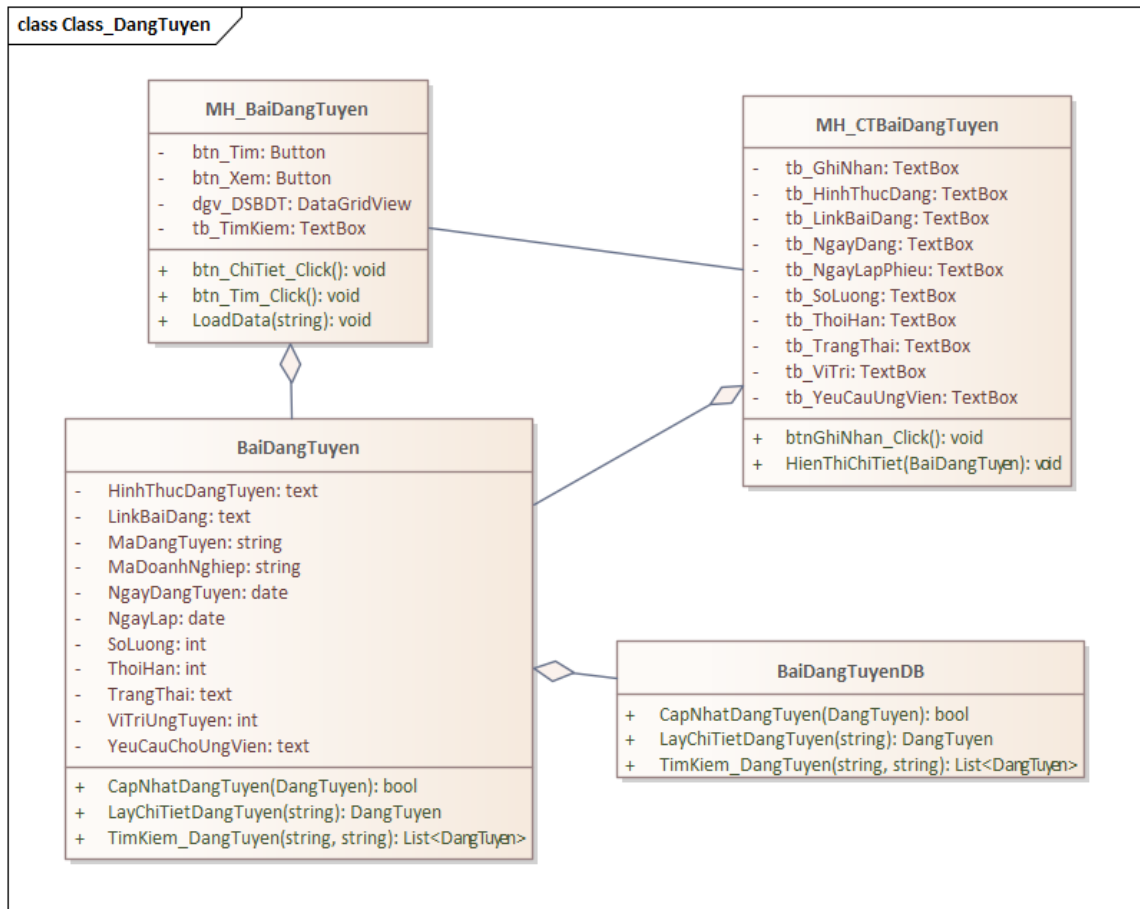 class Class_DangTuyen
MH_BaiDangTuyen
- btn_Tim: Button
- btn_Xem: Button
- dgv_DSBDT: DataGridView
- tb_TimKiem: TextBox
+ btn_ChiTiet_Click(): void
+ btn_Tim_Click(): void
+ LoadData(string): void
MH_CTBaiDangTuyen
- tb_GhiNhan: TextBox
- tb_HinhThucDang: TextBox
- tb_LinkBaiDang: TextBox
- tb_NgayDang: TextBox
- tb_NgayLapPhieu: TextBox
- tb_SoLuong: TextBox
- tb_ThoiHan: TextBox
- tb_TrangThai: TextBox
- tb_ViTri: TextBox
- tb_YeuCauUngVien: TextBox
+ btnGhiNhan_Click(): void
+ HienThiChiTiet(BaiDangTuyen): void
BaiDangTuyen
- HinhThucDangTuyen: text
- LinkBaiDang: text
- MaDangTuyen: string
- MaDoanhNghiep: string
- NgayDangTuyen: date
- NgayLap: date
- SoLuong: int
- ThoiHan: int
- TrangThai: text
- ViTriUngTuyen: int
- YeuCauChoUngVien: text
+ CapNhatDangTuyen(DangTuyen): bool
+ LayChiTietDangTuyen(string): DangTuyen
+ TimKiem_DangTuyen(string, string): List<DangTuyen>
BaiDangTuyenDB
+ CapNhatDangTuyen(DangTuyen): bool
+ LayChiTietDangTuyen(string): DangTuyen
+ TimKiem_DangTuyen(string, string): List<DangTuyen>